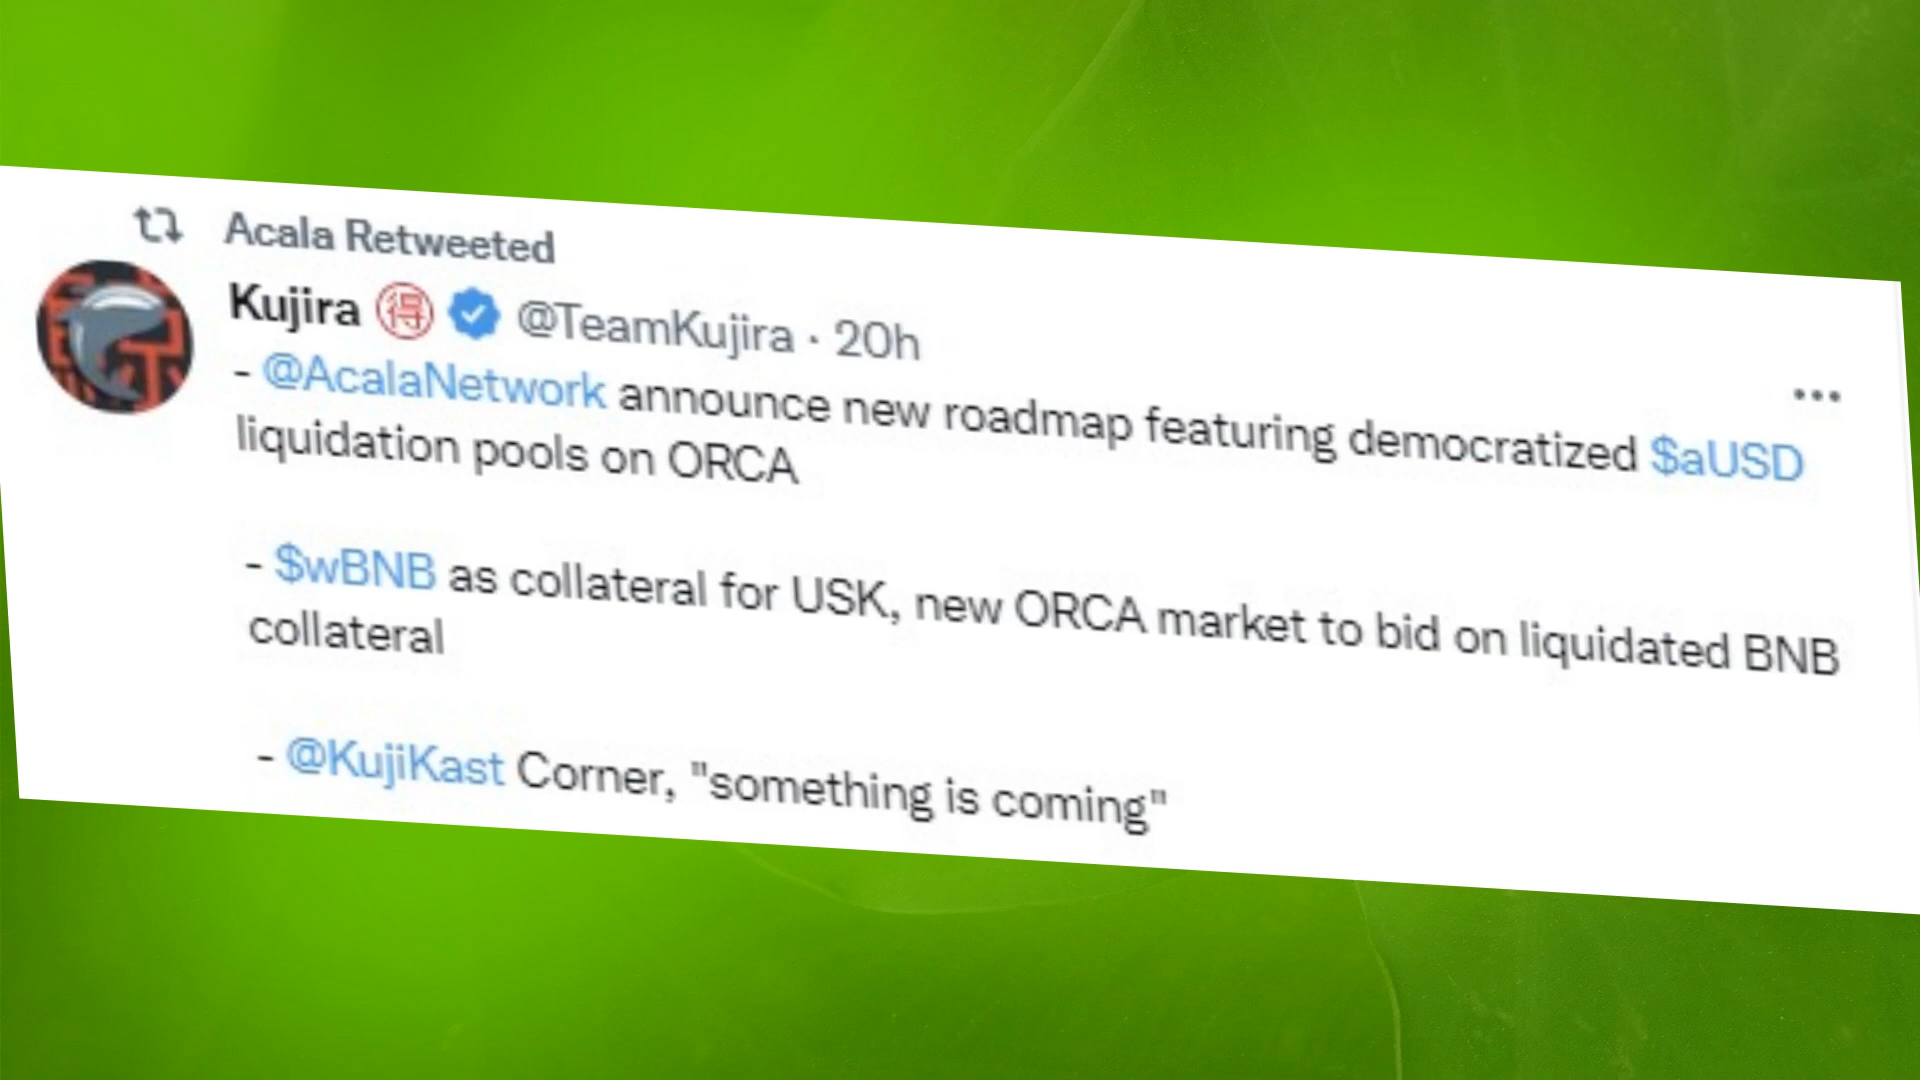 Acala Retweeted
Kujira 🉐 @TeamKujira · 20h
- @AcalaNetwork announce new roadmap featuring democratized $aUSD
liquidation pools on ORCA
- $wBNB as collateral for USK, new ORCA market to bid on liquidated BNB
collateral
- @KujiKast Corner, "something is coming"